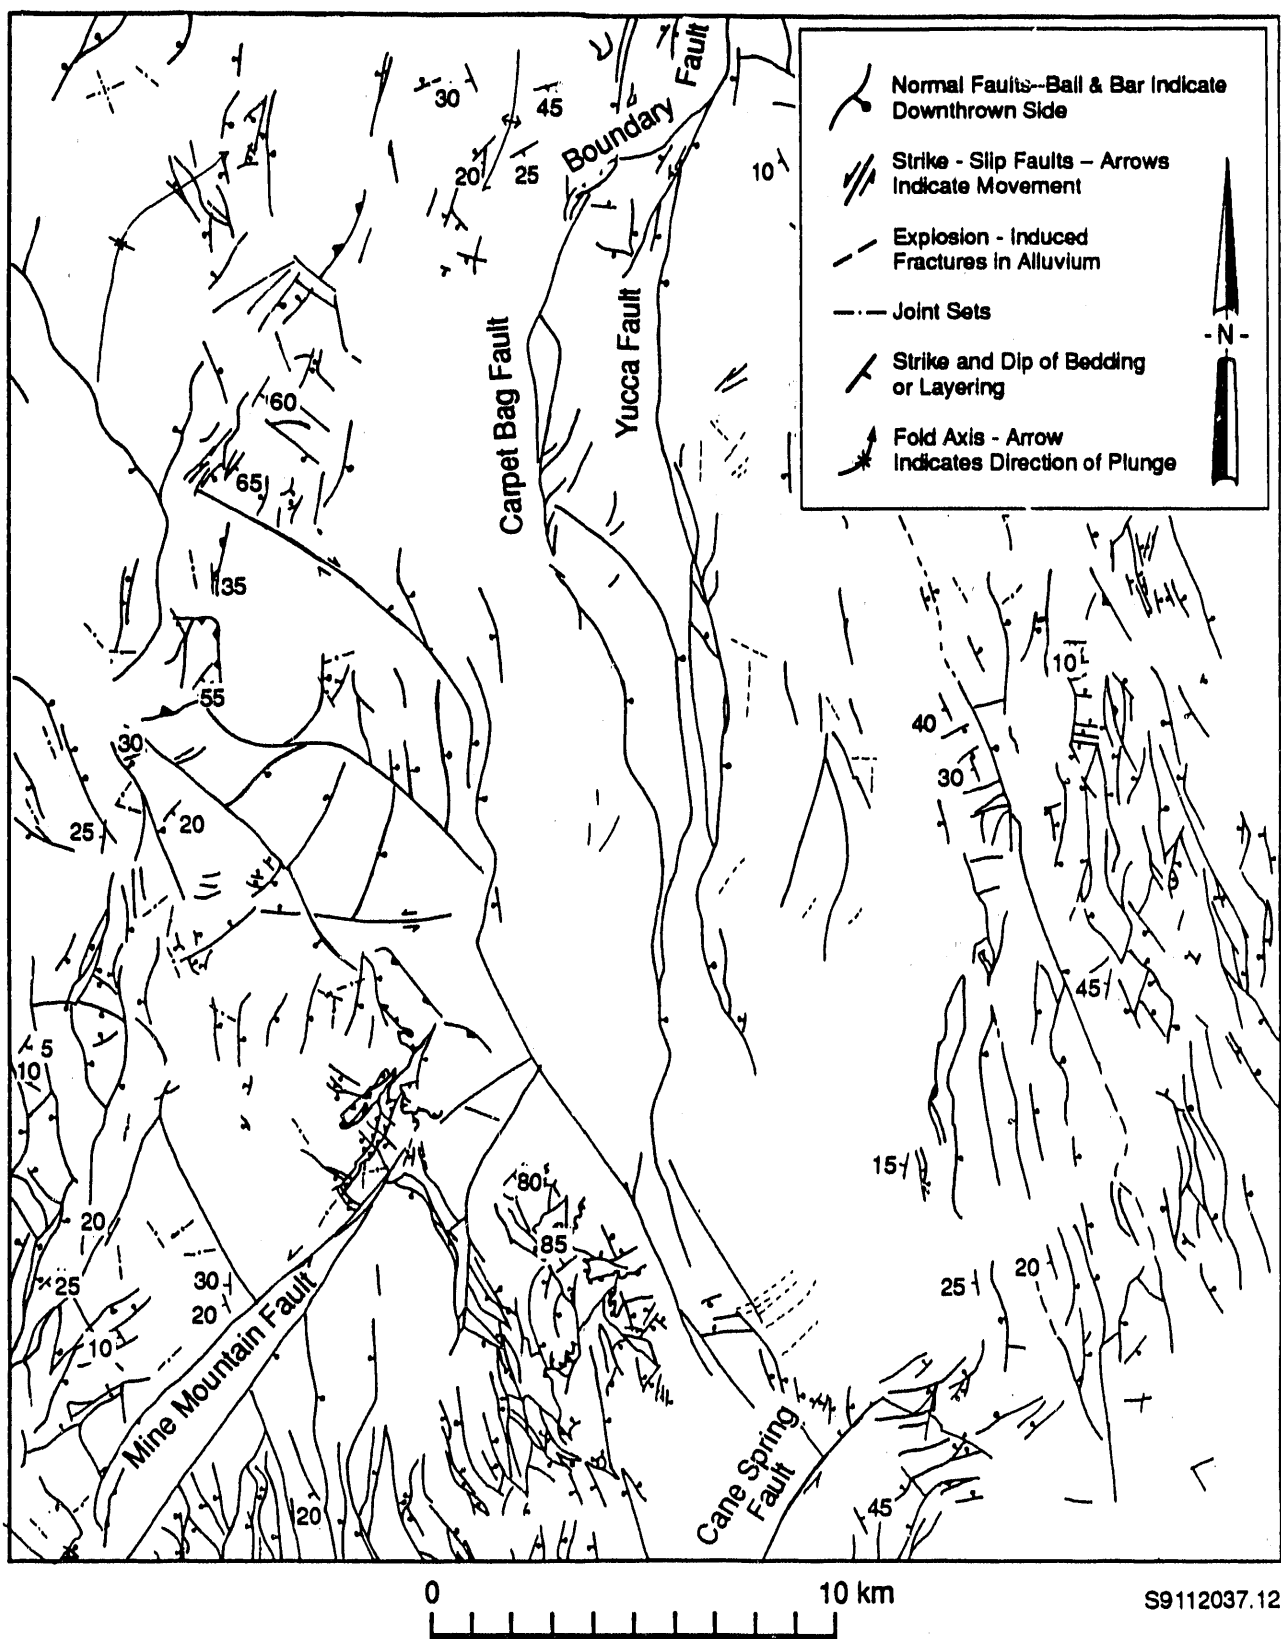 Fault
Boundary
30
45
20
25
10
Normal Faults--Ball & Bar Indicate
Downthrown Side
Strike - Slip Faults – Arrows
Indicate Movement
Explosion - Induced
Fractures in Alluvium
Joint Sets
Strike and Dip of Bedding
or Layering
Fold Axis - Arrow
Indicates Direction of Plunge
- N -
Carpet Bag Fault
Yucca Fault
60
65
35
55
30
20
25
10
40
30
45
5
10
15
20
80
85
25
30
20
10
25
20
Mine Mountain Fault
Cane Spring
Fault
20
45
0
10 km
S9112037.12